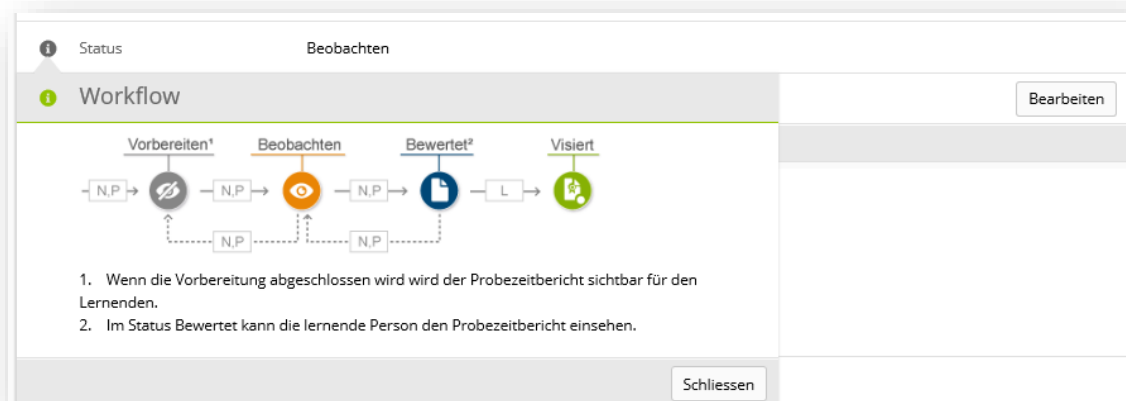 Status Beobachten
Workflow
Bearbeiten
Vorbereiten¹ Beobachten Bewertet² Visiert
N,P N,P N,P L
N,P N,P
1. Wenn die Vorbereitung abgeschlossen wird wird der Probezeitbericht sichtbar für den
Lernenden.
2. Im Status Bewertet kann die lernende Person den Probezeitbericht einsehen.
Schliessen